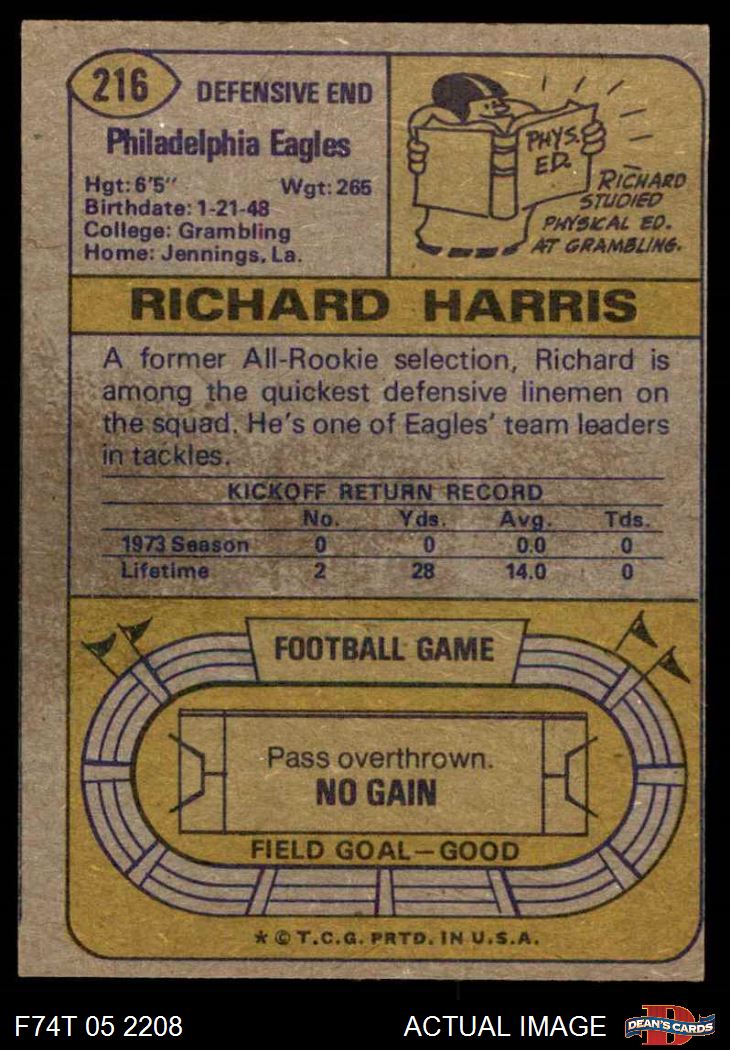 216
DEFENSIVE END
Philadelphia Eagles
Hgt: 6'5" Wgt: 265
Birthdate: 1-21-48
College: Grambling
Home: Jennings, La.
PHYS.
ED.
RICHARD
STUDIED
PHYSICAL ED.
AT GRAMBLING.
RICHARD HARRIS
A former All-Rookie selection, Richard is
among the quickest defensive linemen on
the squad. He's one of Eagles' team leaders
in tackles.
KICKOFF RETURN RECORD
No. Yds. Avg. Tds.
1973 Season 0 0 0.0 0
Lifetime 2 28 14.0 0
FOOTBALL GAME
Pass overthrown.
NO GAIN
FIELD GOAL—GOOD
* © T.C.G. PRTD. IN U.S.A.
F74T 05 2208 ACTUAL IMAGE D
DEAN'S CARDS